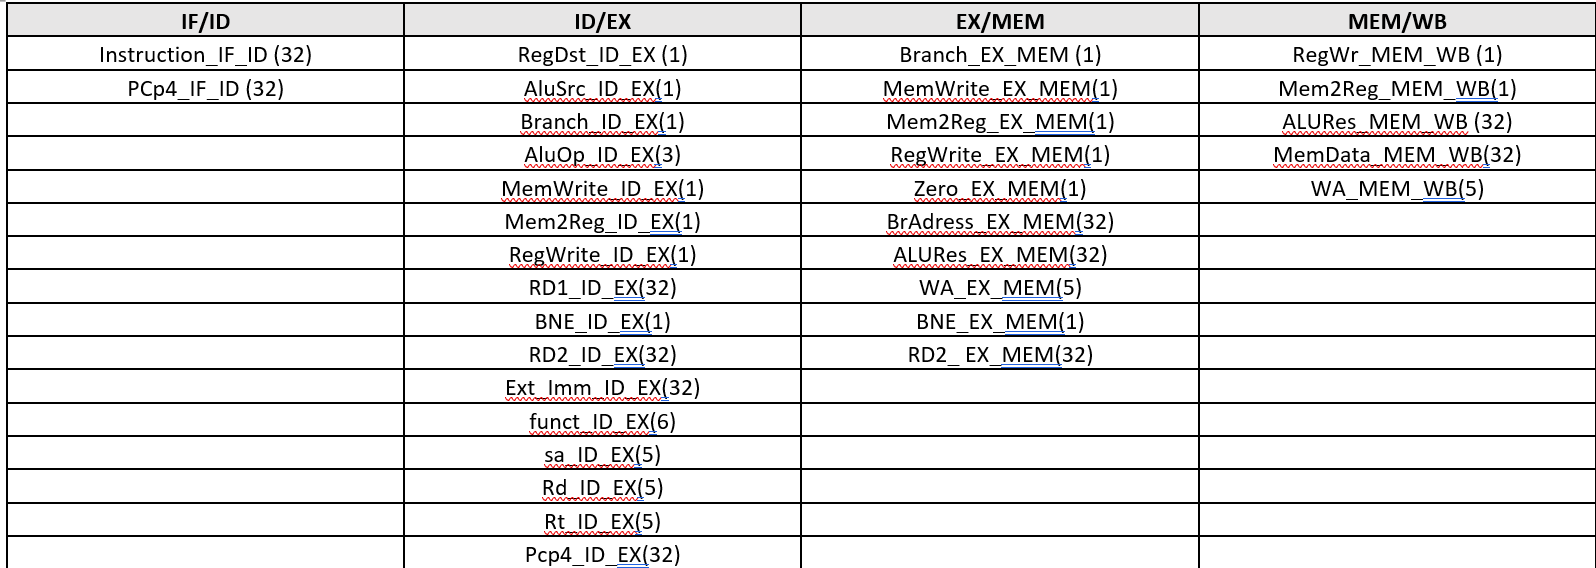 IF/ID ID/EX EX/MEM MEM/WB
Instruction_IF_ID (32) RegDst_ID_EX (1) Branch_EX_MEM (1) RegWr_MEM_WB (1)
PCp4_IF_ID (32) AluSrc_ID_EX(1) MemWrite_EX_MEM(1) Mem2Reg_MEM_WB(1)
Branch_ID_EX(1) Mem2Reg_EX_MEM(1) ALURes_MEM_WB (32)
AluOp_ID_EX(3) RegWrite_EX_MEM(1) MemData_MEM_WB(32)
MemWrite_ID_EX(1) Zero_EX_MEM(1) WA_MEM_WB(5)
Mem2Reg_ID_EX(1) BrAdress_EX_MEM(32)
RegWrite_ID_EX(1) ALURes_EX_MEM(32)
RD1_ID_EX(32) WA_EX_MEM(5)
BNE_ID_EX(1) BNE_EX_MEM(1)
RD2_ID_EX(32) RD2_ EX_MEM(32)
Ext_Imm_ID_EX(32)
funct_ID_EX(6)
sa_ID_EX(5)
Rd_ID_EX(5)
Rt_ID_EX(5)
Pcp4_ID_EX(32)